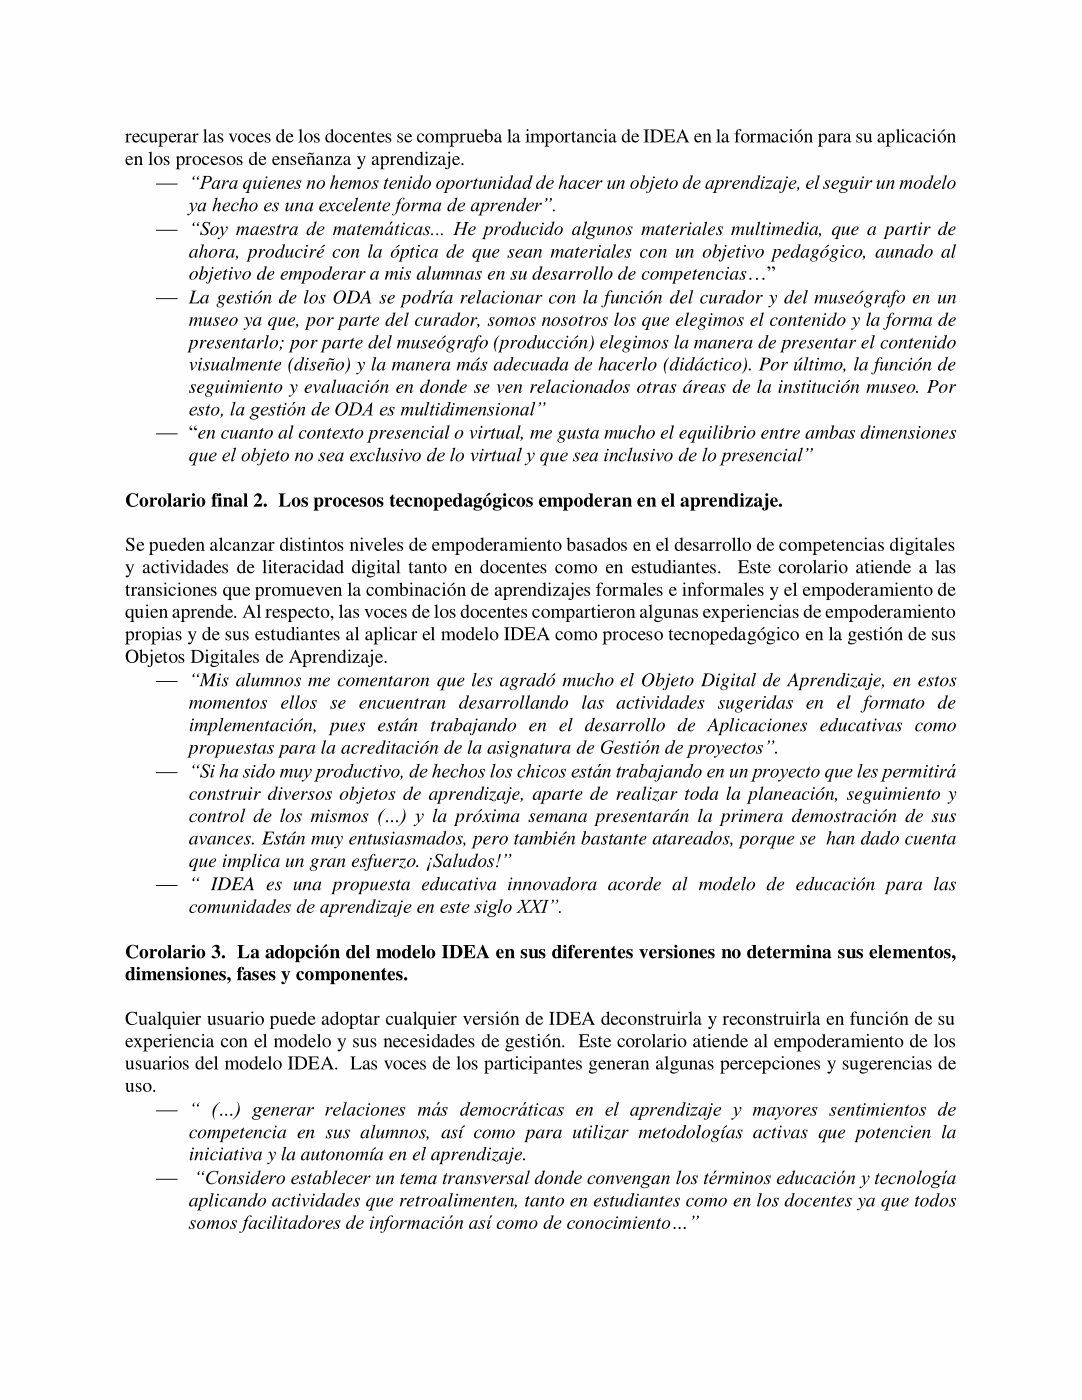 recuperar las voces de los docentes se comprueba la importancia de IDEA en la formación para su aplicación
en los procesos de enseñanza y aprendizaje.
— “Para quienes no hemos tenido oportunidad de hacer un objeto de aprendizaje, el seguir un modelo
ya hecho es una excelente forma de aprender”.
— “Soy maestra de matemáticas... He producido algunos materiales multimedia, que a partir de
ahora, produciré con la óptica de que sean materiales con un objetivo pedagógico, aunado al
objetivo de empoderar a mis alumnas en su desarrollo de competencias…”
— La gestión de los ODA se podría relacionar con la función del curador y del museógrafo en un
museo ya que, por parte del curador, somos nosotros los que elegimos el contenido y la forma de
presentarlo; por parte del museógrafo (producción) elegimos la manera de presentar el contenido
visualmente (diseño) y la manera más adecuada de hacerlo (didáctico). Por último, la función de
seguimiento y evaluación en donde se ven relacionados otras áreas de la institución museo. Por
esto, la gestión de ODA es multidimensional”
— “en cuanto al contexto presencial o virtual, me gusta mucho el equilibrio entre ambas dimensiones
que el objeto no sea exclusivo de lo virtual y que sea inclusivo de lo presencial”
Corolario final 2.  Los procesos tecnopedagógicos empoderan en el aprendizaje.
Se pueden alcanzar distintos niveles de empoderamiento basados en el desarrollo de competencias digitales
y actividades de literacidad digital tanto en docentes como en estudiantes.  Este corolario atiende a las
transiciones que promueven la combinación de aprendizajes formales e informales y el empoderamiento de
quien aprende. Al respecto, las voces de los docentes compartieron algunas experiencias de empoderamiento
propias y de sus estudiantes al aplicar el modelo IDEA como proceso tecnopedagógico en la gestión de sus
Objetos Digitales de Aprendizaje.
— “Mis alumnos me comentaron que les agradó mucho el Objeto Digital de Aprendizaje, en estos
momentos ellos se encuentran desarrollando las actividades sugeridas en el formato de
implementación, pues están trabajando en el desarrollo de Aplicaciones educativas como
propuestas para la acreditación de la asignatura de Gestión de proyectos”.
— “Si ha sido muy productivo, de hechos los chicos están trabajando en un proyecto que les permitirá
construir diversos objetos de aprendizaje, aparte de realizar toda la planeación, seguimiento y
control de los mismos (...) y la próxima semana presentarán la primera demostración de sus
avances. Están muy entusiasmados, pero también bastante atareados, porque se  han dado cuenta
que implica un gran esfuerzo. ¡Saludos!”
— “ IDEA es una propuesta educativa innovadora acorde al modelo de educación para las
comunidades de aprendizaje en este siglo XXI”.
Corolario 3.  La adopción del modelo IDEA en sus diferentes versiones no determina sus elementos,
dimensiones, fases y componentes.
Cualquier usuario puede adoptar cualquier versión de IDEA deconstruirla y reconstruirla en función de su
experiencia con el modelo y sus necesidades de gestión.  Este corolario atiende al empoderamiento de los
usuarios del modelo IDEA.  Las voces de los participantes generan algunas percepciones y sugerencias de
uso.
— “ (...) generar relaciones más democráticas en el aprendizaje y mayores sentimientos de
competencia en sus alumnos, así como para utilizar metodologías activas que potencien la
iniciativa y la autonomía en el aprendizaje.
— “Considero establecer un tema transversal donde convengan los términos educación y tecnología
aplicando actividades que retroalimenten, tanto en estudiantes como en los docentes ya que todos
somos facilitadores de información así como de conocimiento…”